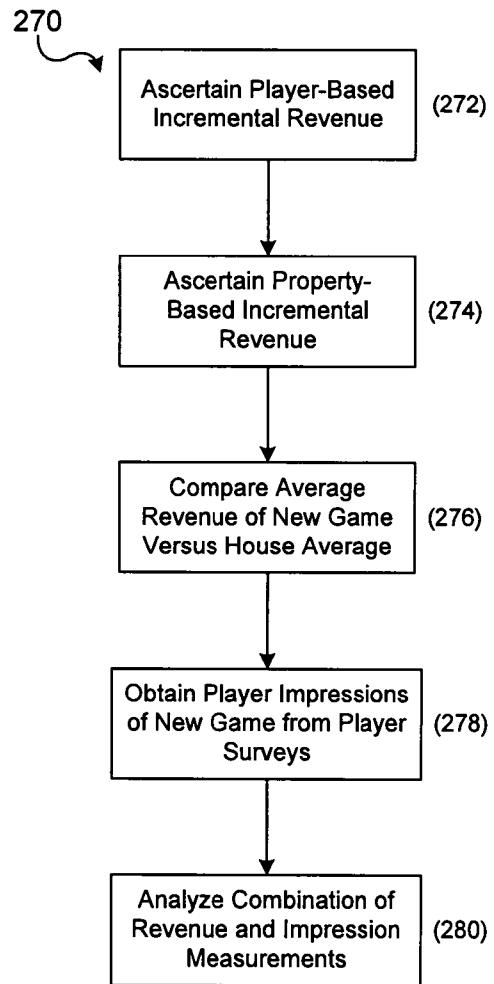 270
Ascertain Player-Based
Incremental Revenue
(272)
Ascertain Property-
Based Incremental
Revenue
(274)
Compare Average
Revenue of New Game
Versus House Average
(276)
Obtain Player Impressions
of New Game from Player
Surveys
(278)
Analyze Combination of
Revenue and Impression
Measurements
(280)